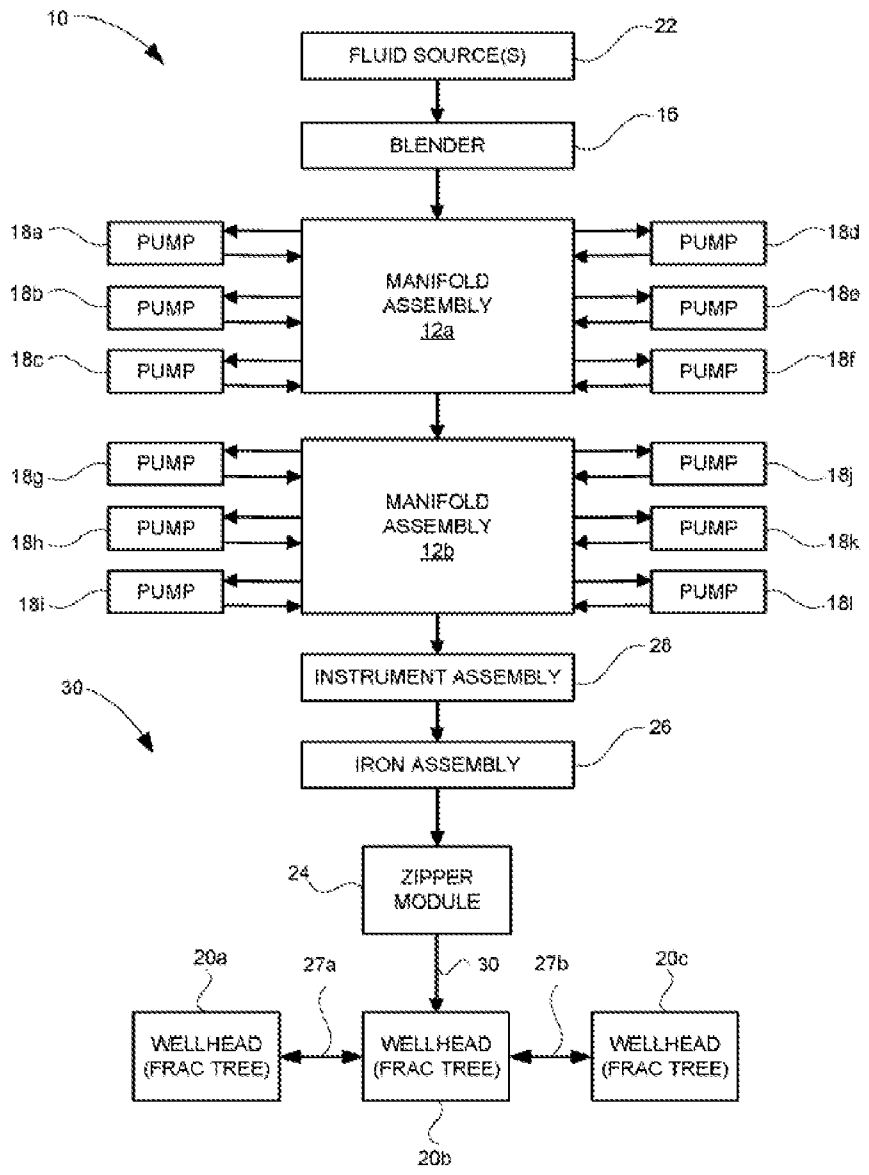 10
22
FLUID SOURCE(S)
16
BLENDER
18a
PUMP
PUMP
18d
18b
PUMP
MANIFOLD
ASSEMBLY
12a
PUMP
18e
18c
PUMP
PUMP
18f
18g
PUMP
PUMP
18j
18h
PUMP
MANIFOLD
ASSEMBLY
12b
PUMP
18k
18i
PUMP
PUMP
18l
28
INSTRUMENT ASSEMBLY
30
26
IRON ASSEMBLY
24
ZIPPER
MODULE
20a
27a
30
27b
20c
WELLHEAD
(FRAC TREE)
WELLHEAD
(FRAC TREE)
WELLHEAD
(FRAC TREE)
20b